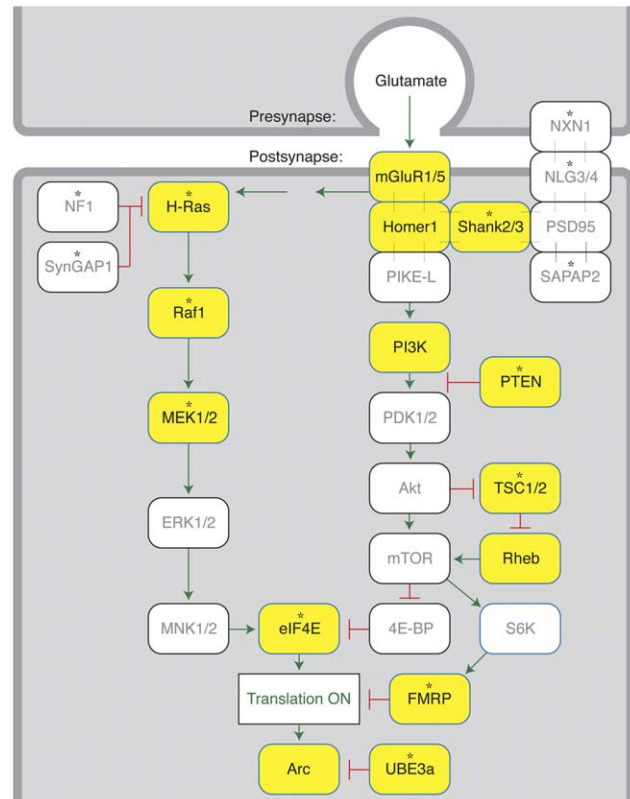 Glutamate
Presynapse:
*
NXN1
Postsynapse:
mGluR1/5
*
NLG3/4
*
NF1
*
H-Ras
Homer1
*
Shank2/3
PSD95
*
SynGAP1
PIKE-L
*
SAPAP2
*
Raf1
PI3K
*
PTEN
*
MEK1/2
PDK1/2
Akt
*
TSC1/2
ERK1/2
mTOR
Rheb
MNK1/2
*
eIF4E
4E-BP
S6K
Translation ON
*
FMRP
Arc
*
UBE3a